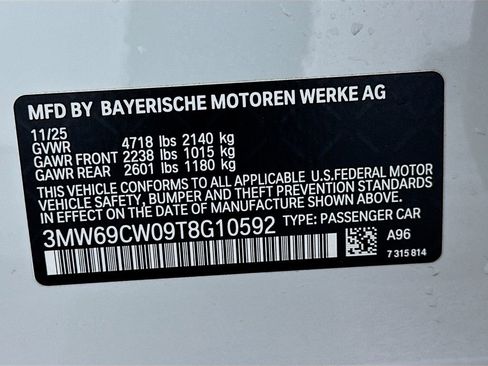 MFD BY BAYERISCHE MOTOREN WERKE AG
11/25
GVWR 4718 lbs 2140 kg
GAWR FRONT 2238 lbs 1015 kg
GAWR REAR 2601 lbs 1180 kg
THIS VEHICLE CONFORMS TO ALL APPLICABLE U.S.FEDERAL MOTOR
VEHICLE SAFETY, BUMPER AND THEFT PREVENTION STANDARDS
IN EFFECT ON THE DATE OF MANUFACTURE SHOWN ABOVE.
3MW69CW09T8G10592 TYPE: PASSENGER CAR
A96
7 315 814